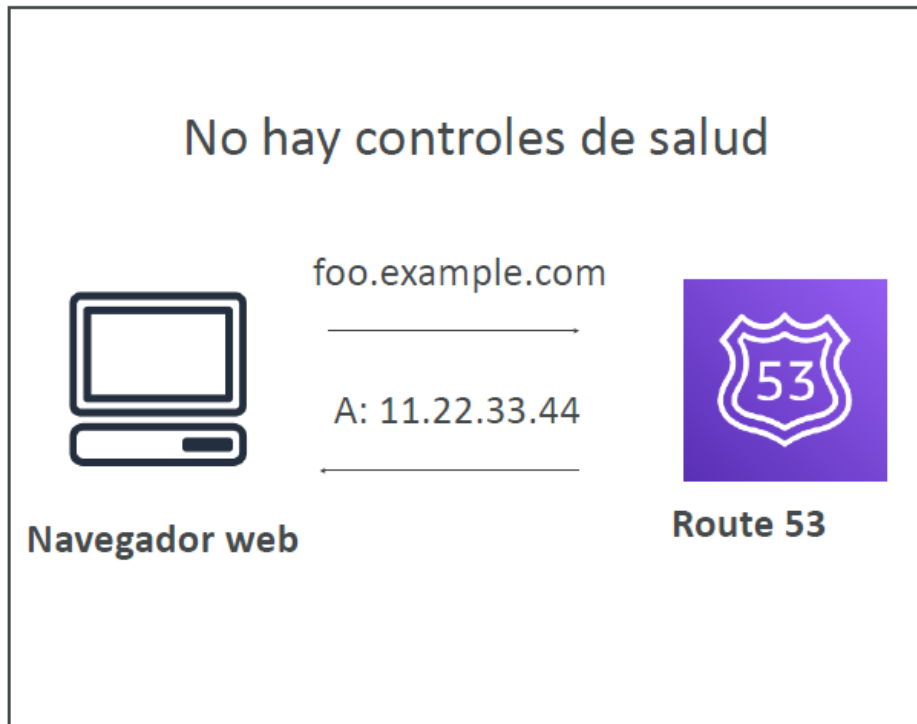 No hay controles de salud
foo.example.com
A: 11.22.33.44
53
Navegador web
Route 53